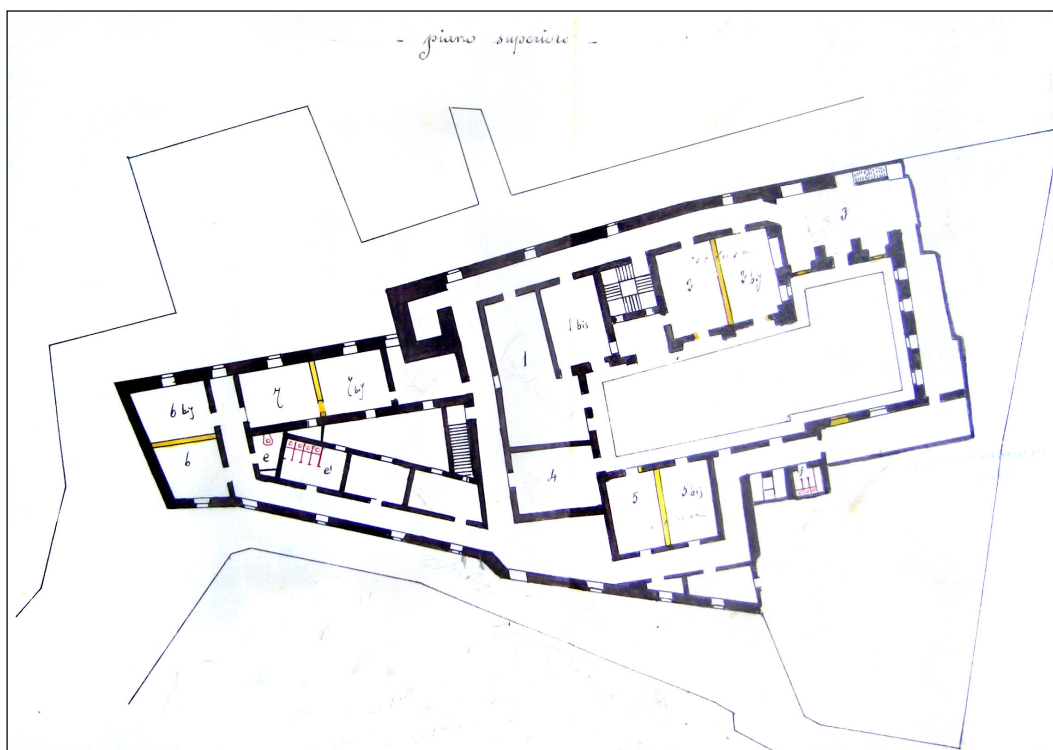 - piano superiore -
3
2
2 bis
1
1 bis
7
7 bis
6 bis
6
e
e'
4
5
5 bis
f